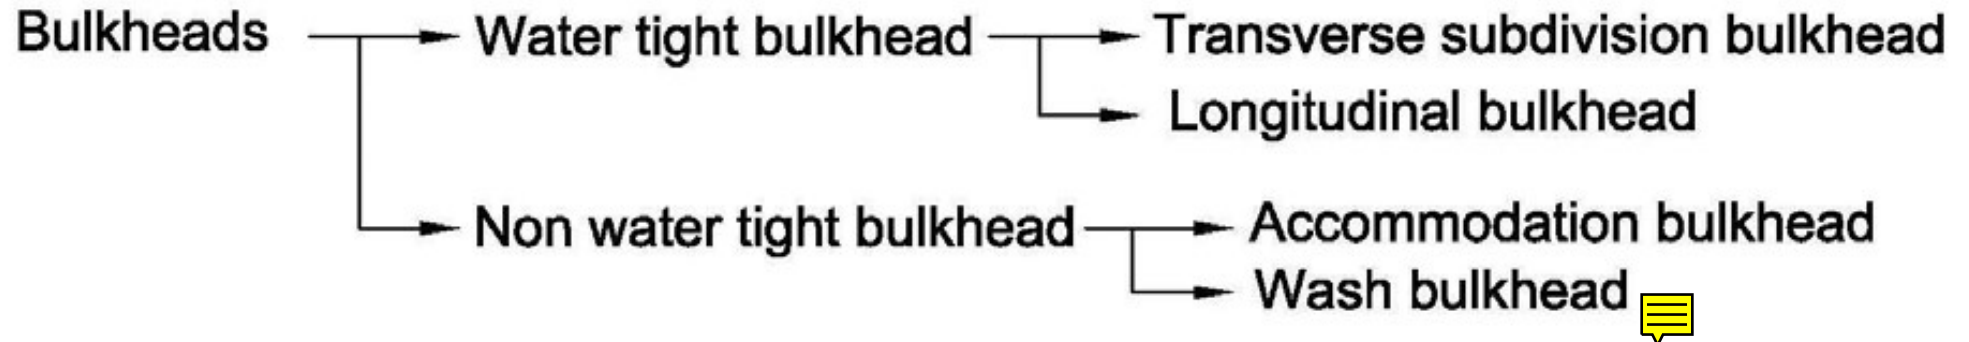 Bulkheads
Water tight bulkhead
Transverse subdivision bulkhead
Longitudinal bulkhead
Non water tight bulkhead
Accommodation bulkhead
Wash bulkhead